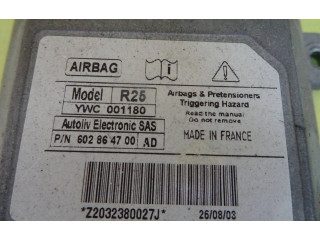 AIRBAG
Model R25
YWC 001180
Autoliv Electronic SAS
P/N 602 86 47 00 AD
Airbags & Pretensioners
Triggering Hazard
Read the manual
Do not remove
MADE IN FRANCE
*Z2032380027J*
26/08/03